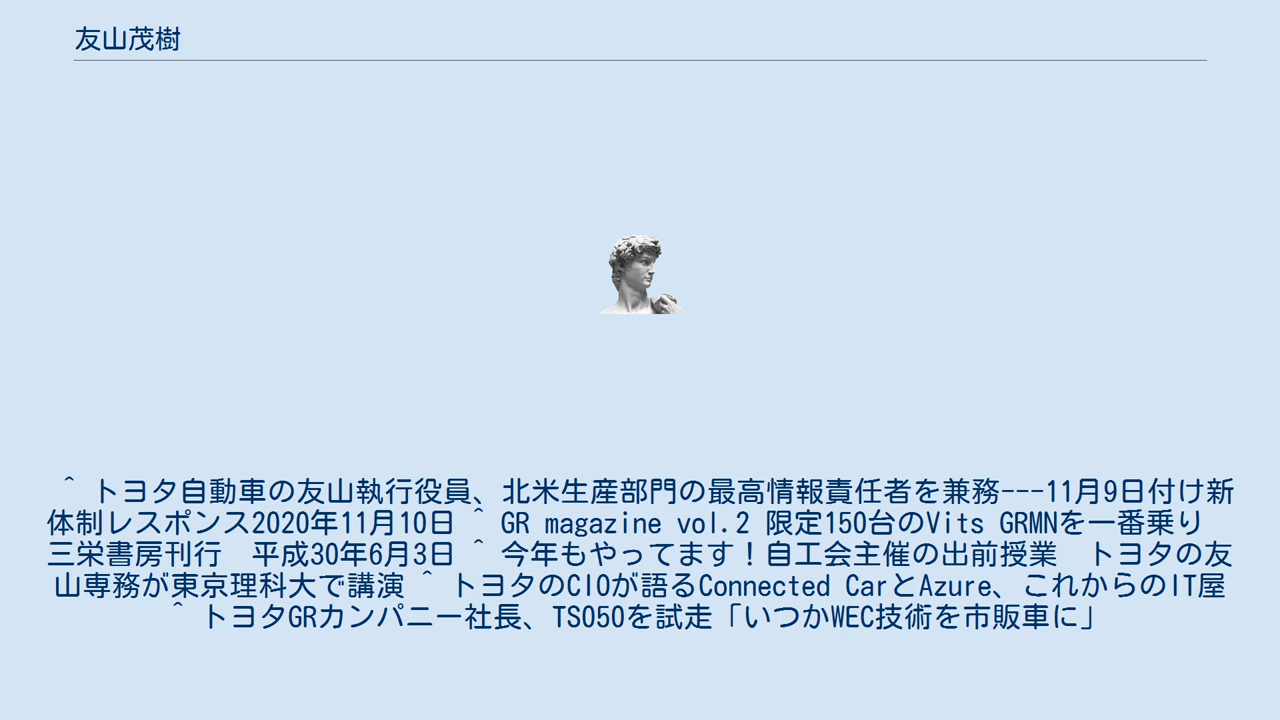 友山茂樹
^ トヨタ自動車の友山執行役員、北米生産部門の最高情報責任者を兼務---11月9日付け新
体制レスポンス2020年11月10日 ^ GR magazine vol.2 限定150台のVits GRMNを一番乗り
三栄書房刊行　平成30年6月3日 ^ 今年もやってます！自工会主催の出前授業　トヨタの友
山専務が東京理科大で講演 ^ トヨタのCIOが語るConnected CarとAzure、これからのIT屋
^ トヨタGRカンパニー社長、TS050を試走「いつかWEC技術を市販車に」